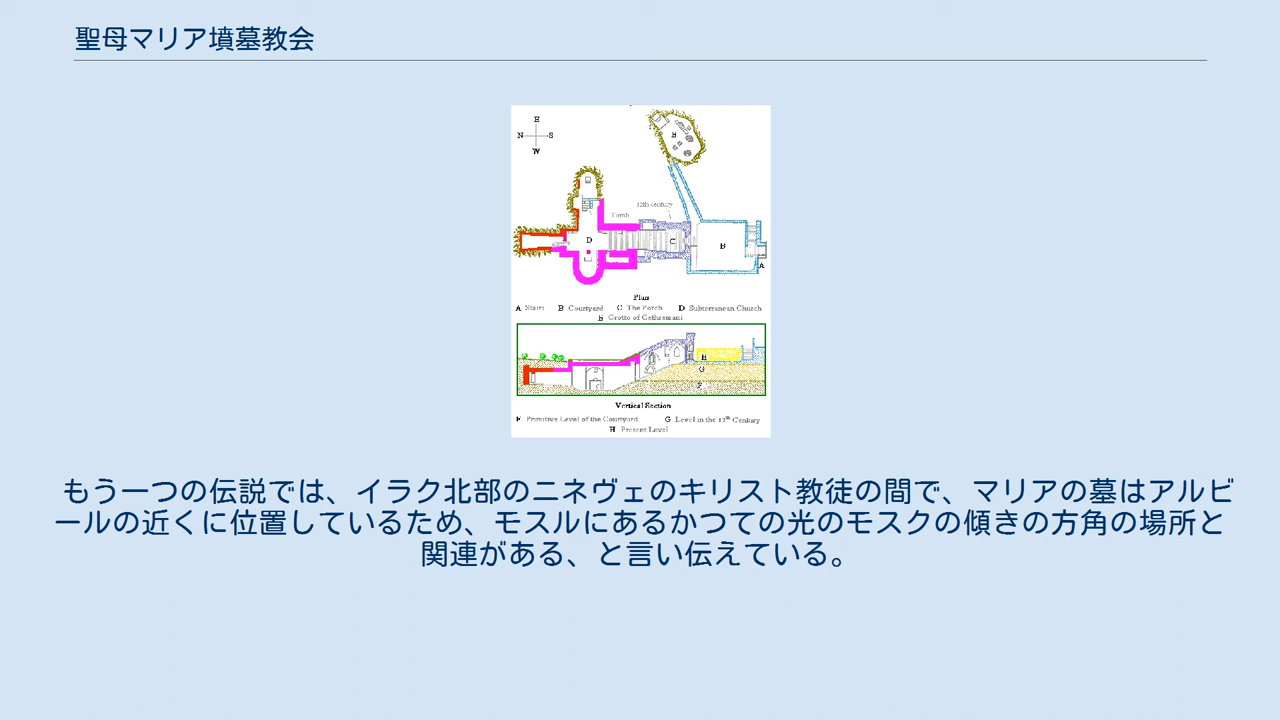 聖母マリア墳墓教会
E
N S
W
H
12th century
Tomb
D
C
B
A
Plan
A Stairs B Courtyard C The Porch D Subterranean Church
E Grotto of Gethsemani
H
G
F
Vertical Section
F Primitive Level of the Courtyard G Level in the 12th Century
H Present Level
もう一つの伝説では、イラク北部のニネヴェのキリスト教徒の間で、マリアの墓はアルビ
ールの近くに位置しているため、モスルにあるかつての光のモスクの傾きの方角の場所と
関連がある、と言い伝えている。